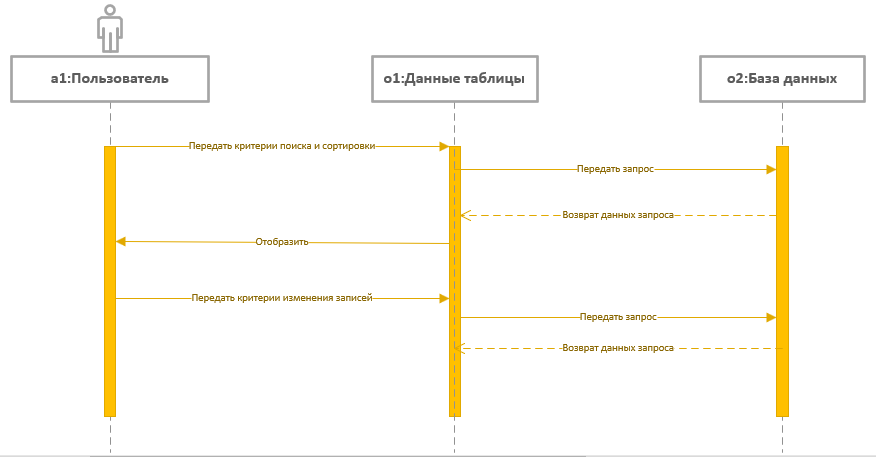 a1:Пользователь
o1:Данные таблицы
o2:База данных
Передать критерии поиска и сортировки
Передать запрос
Возврат данных запроса
Отобразить
Передать критерии изменения записей
Передать запрос
Возврат данных запроса